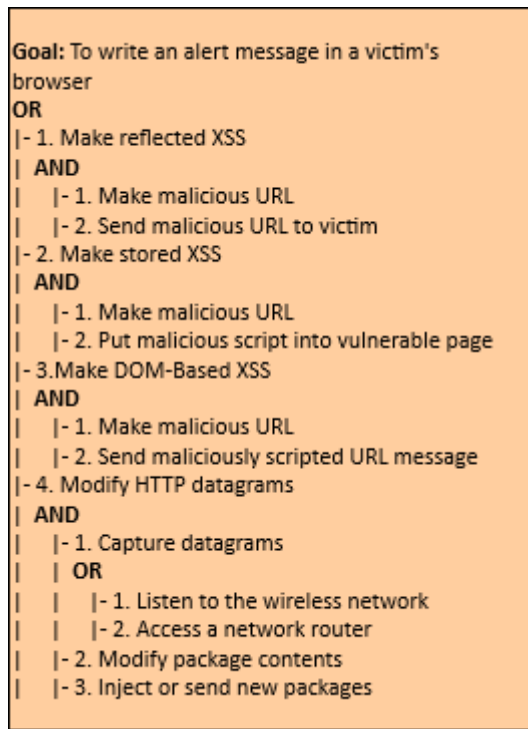 Goal: To write an alert message in a victim's
browser
OR
|- 1. Make reflected XSS
| AND
| |- 1. Make malicious URL
| |- 2. Send malicious URL to victim
|- 2. Make stored XSS
| AND
| |- 1. Make malicious URL
| |- 2. Put malicious script into vulnerable page
|- 3.Make DOM-Based XSS
| AND
| |- 1. Make malicious URL
| |- 2. Send maliciously scripted URL message
|- 4. Modify HTTP datagrams
| AND
| |- 1. Capture datagrams
| | OR
| | |- 1. Listen to the wireless network
| | |- 2. Access a network router
| |- 2. Modify package contents
| |- 3. Inject or send new packages